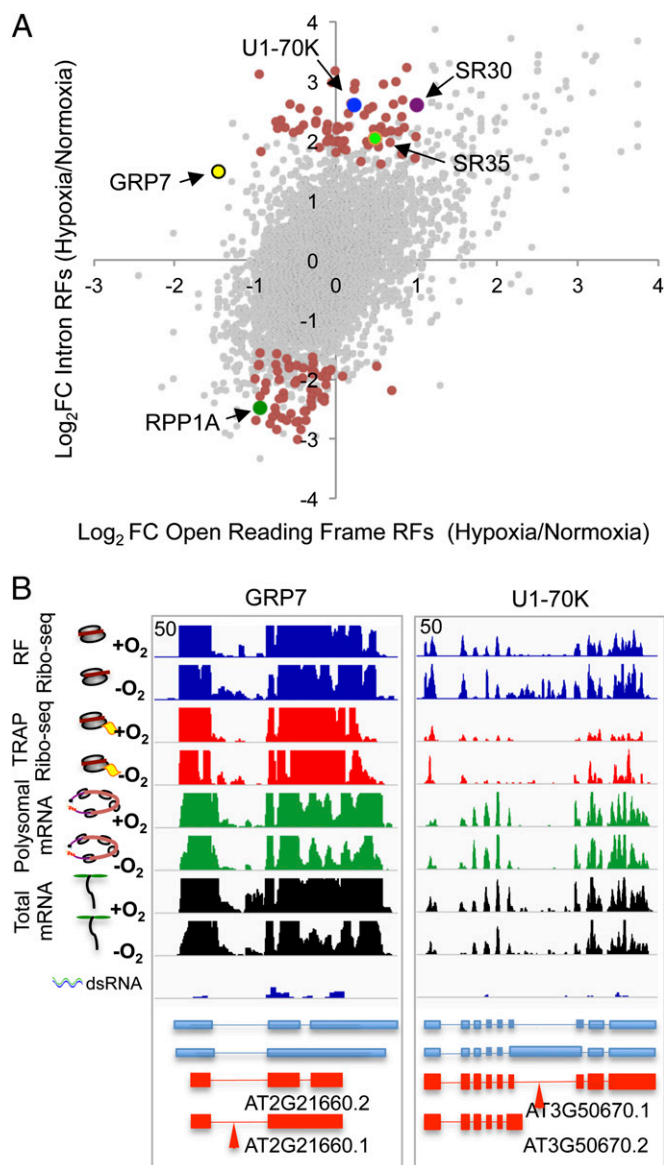 A
Log₂FC Intron RFs (Hypoxia/Normoxia)
4
3
2
1
0
-1
-2
-3
-4
-3
-2
-1
0
1
2
3
4
U1-70K
SR30
SR35
GRP7
RPP1A
Log₂ FC Open Reading Frame RFs (Hypoxia/Normoxia)
B
GRP7
U1-70K
50
50
RF
Ribo-seq
+O₂
-O₂
TRAP
Ribo-seq
+O₂
-O₂
Polysomal
mRNA
+O₂
-O₂
Total
mRNA
+O₂
-O₂
dsRNA
AT2G21660.2
AT2G21660.1
AT3G50670.1
AT3G50670.2